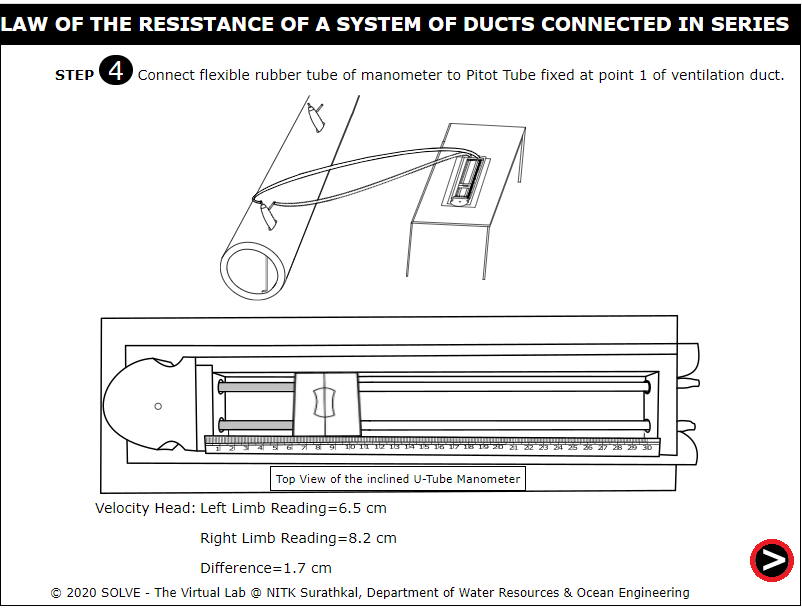 LAW OF THE RESISTANCE OF A SYSTEM OF DUCTS CONNECTED IN SERIES
STEP 4 Connect flexible rubber tube of manometer to Pitot Tube fixed at point 1 of ventilation duct.
1 2 3 4 5 6 7 8 9 10 11 12 13 14 15 16 17 18 19 20 21 22 23 24 25 26 27 28 29 30
Top View of the inclined U-Tube Manometer
Velocity Head: Left Limb Reading=6.5 cm
Right Limb Reading=8.2 cm
Difference=1.7 cm
© 2020 SOLVE - The Virtual Lab @ NITK Surathkal, Department of Water Resources & Ocean Engineering